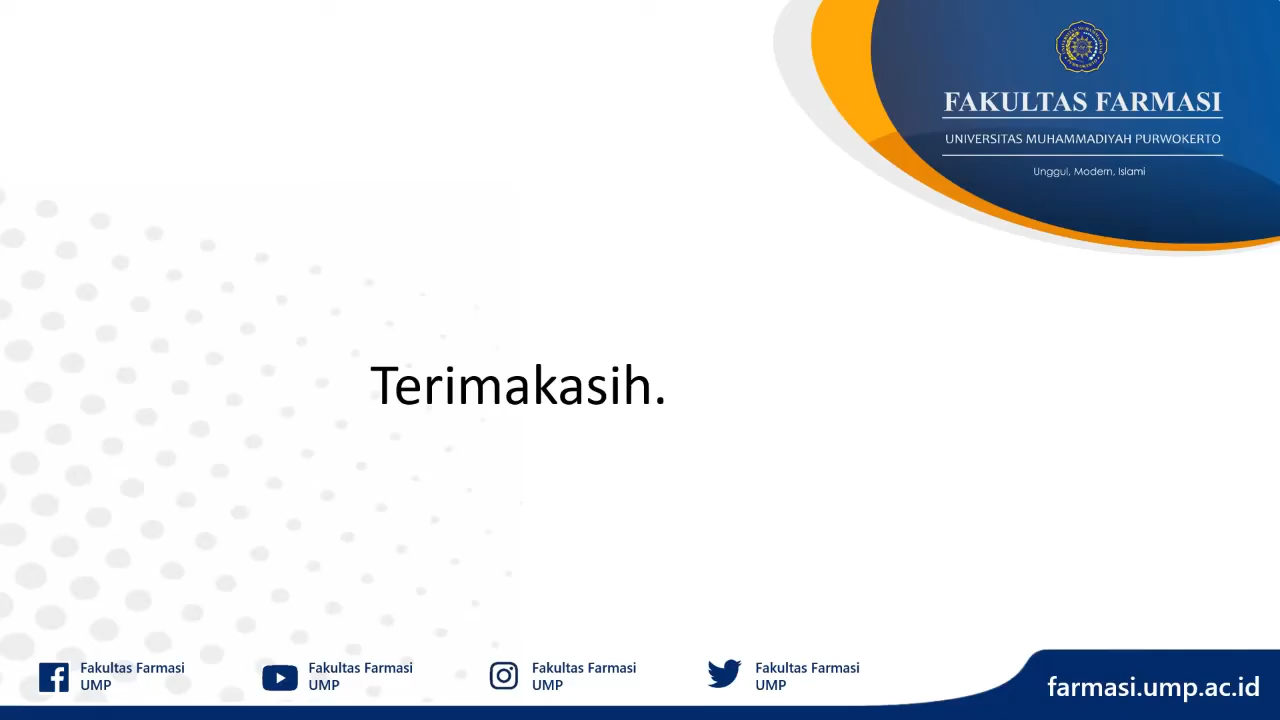 FAKULTAS FARMASI
UNIVERSITAS MUHAMMADIYAH PURWOKERTO
Unggul, Modern, Islami
Terimakasih.
Fakultas Farmasi
UMP
Fakultas Farmasi
UMP
Fakultas Farmasi
UMP
Fakultas Farmasi
UMP
farmasi.ump.ac.id